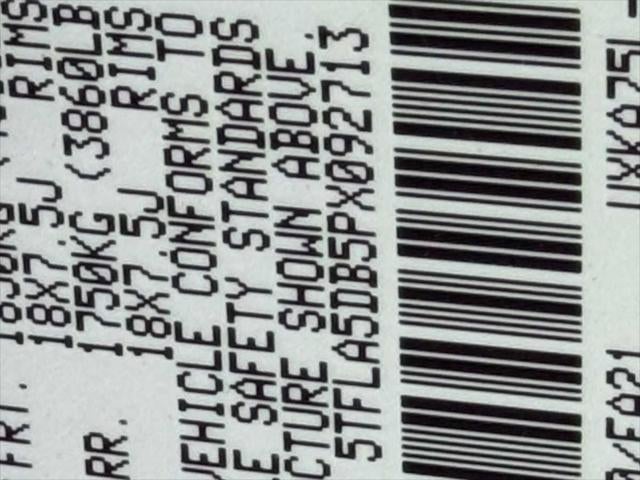 FRT. 1850KG
18X7.5J RIMS
RR. 1750KG (3860LB
18X7.5J RIMS
VEHICLE CONFORMS TO
E SAFETY STANDARDS
CTURE SHOWN ABOVE.
5TFLA5DB5PX092713